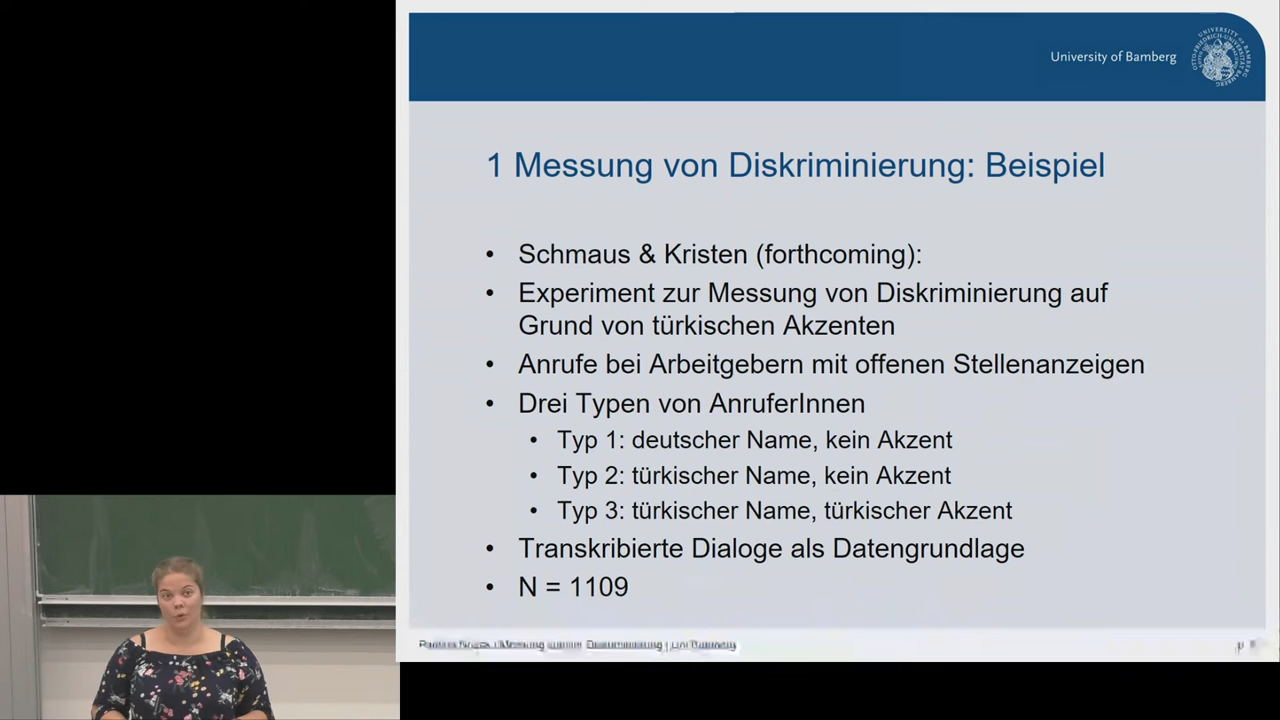 University of Bamberg
1 Messung von Diskriminierung: Beispiel
• Schmaus & Kristen (forthcoming):
• Experiment zur Messung von Diskriminierung auf
Grund von türkischen Akzenten
• Anrufe bei Arbeitgebern mit offenen Stellenanzeigen
• Drei Typen von AnruferInnen
• Typ 1: deutscher Name, kein Akzent
• Typ 2: türkischer Name, kein Akzent
• Typ 3: türkischer Name, türkischer Akzent
• Transkribierte Dialoge als Datengrundlage
• N = 1109